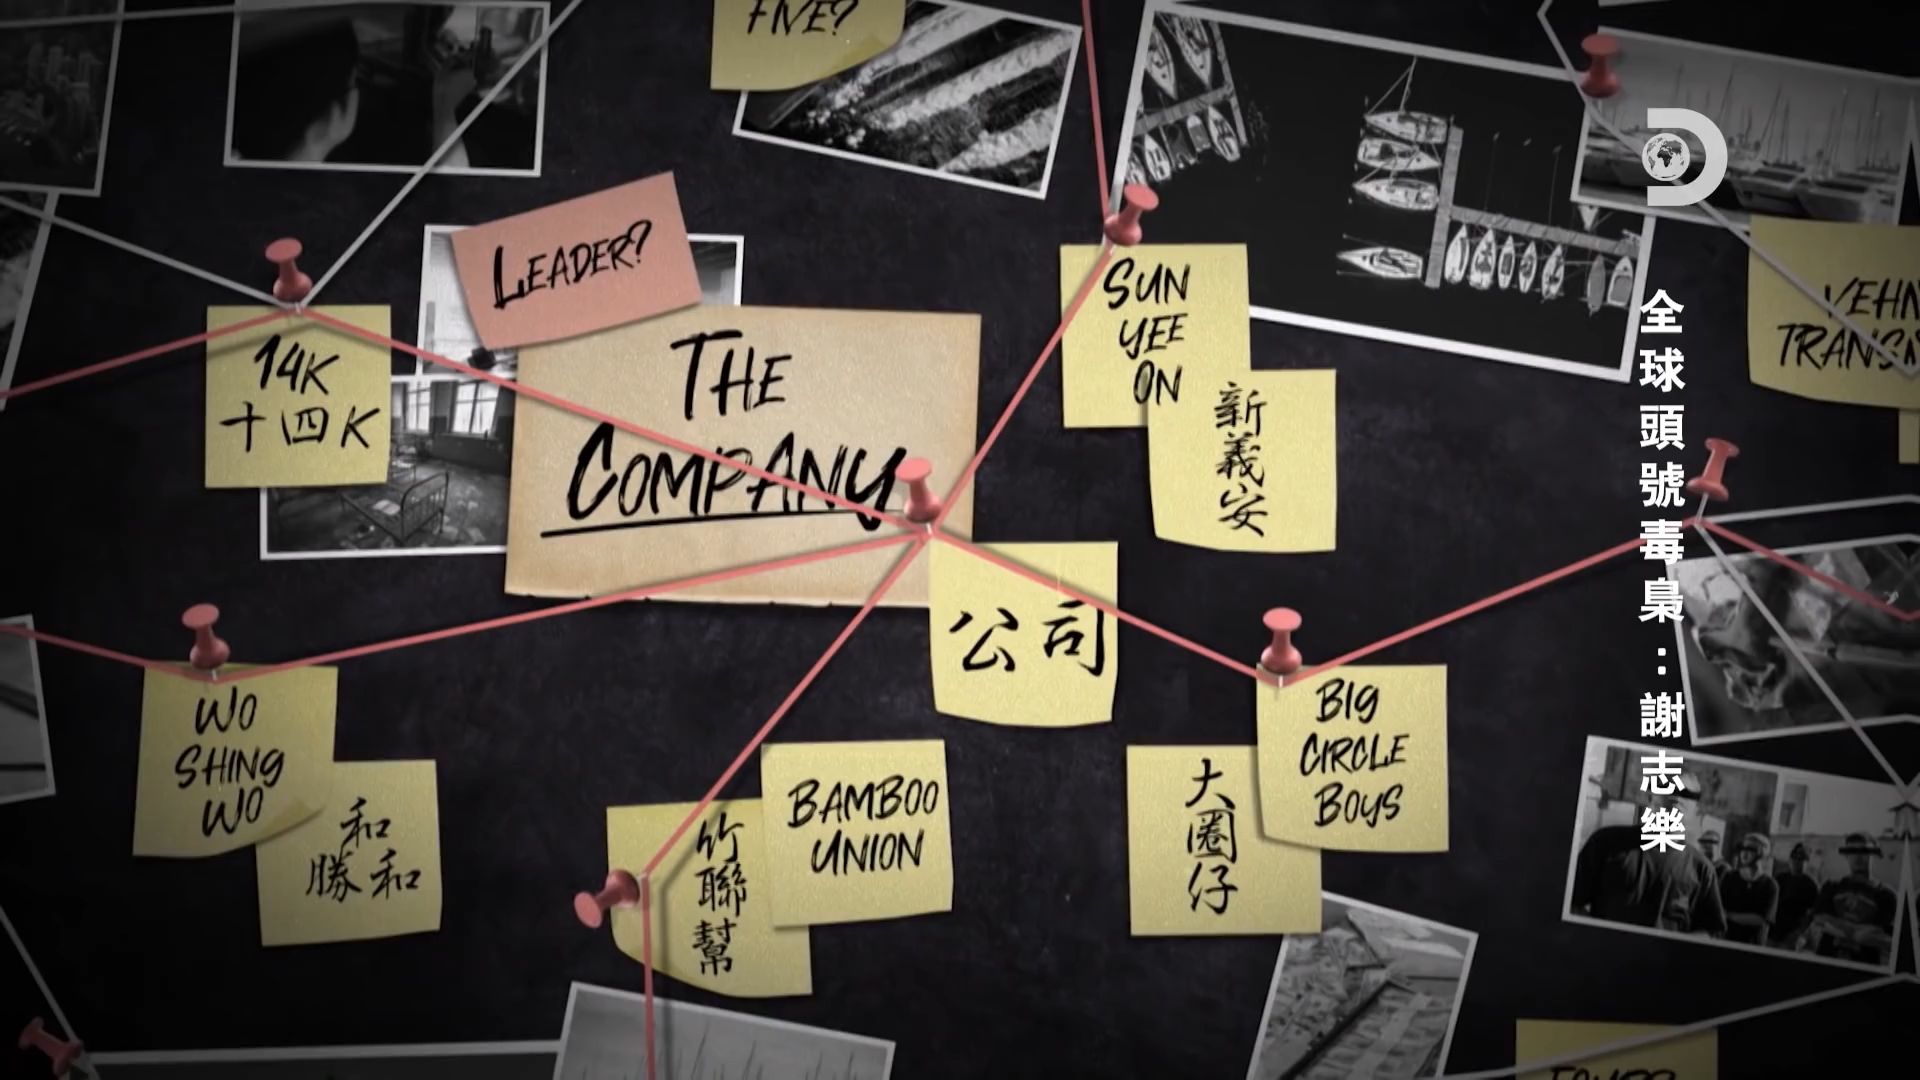 FIVE?
LEADER?
THE
COMPANY
公司
14K
十四K
SUN
YEE
ON
新義安
WO
SHING
WO
和
勝和
竹聯幫
BAMBOO
UNION
大圈仔
BIG
CIRCLE
BOYS
全球頭號毒梟：謝志樂